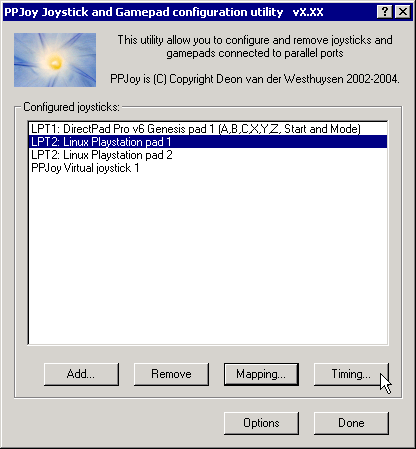 PPJoy Joystick and Gamepad configuration utility vX.XX
This utility allow you to configure and remove joysticks and
gamepads connected to parallel ports
PPJoy is (C) Copyright Deon van der Westhuysen 2002-2004.
Configured joysticks:
LPT1: DirectPad Pro v6 Genesis pad 1 (A,B,C,X,Y,Z, Start and Mode)
LPT2: Linux Playstation pad 1
LPT2: Linux Playstation pad 2
PPJoy Virtual joystick 1
Add... Remove Mapping... Timing...
Options Done